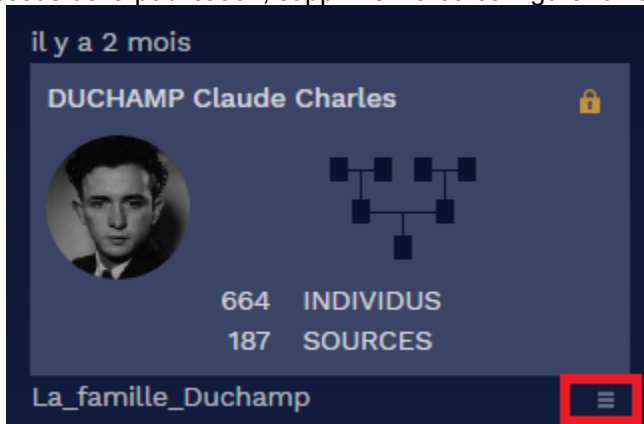 il y a 2 mois
DUCHAMP Claude Charles
664 INDIVIDUS
187 SOURCES
La_famille_Duchamp